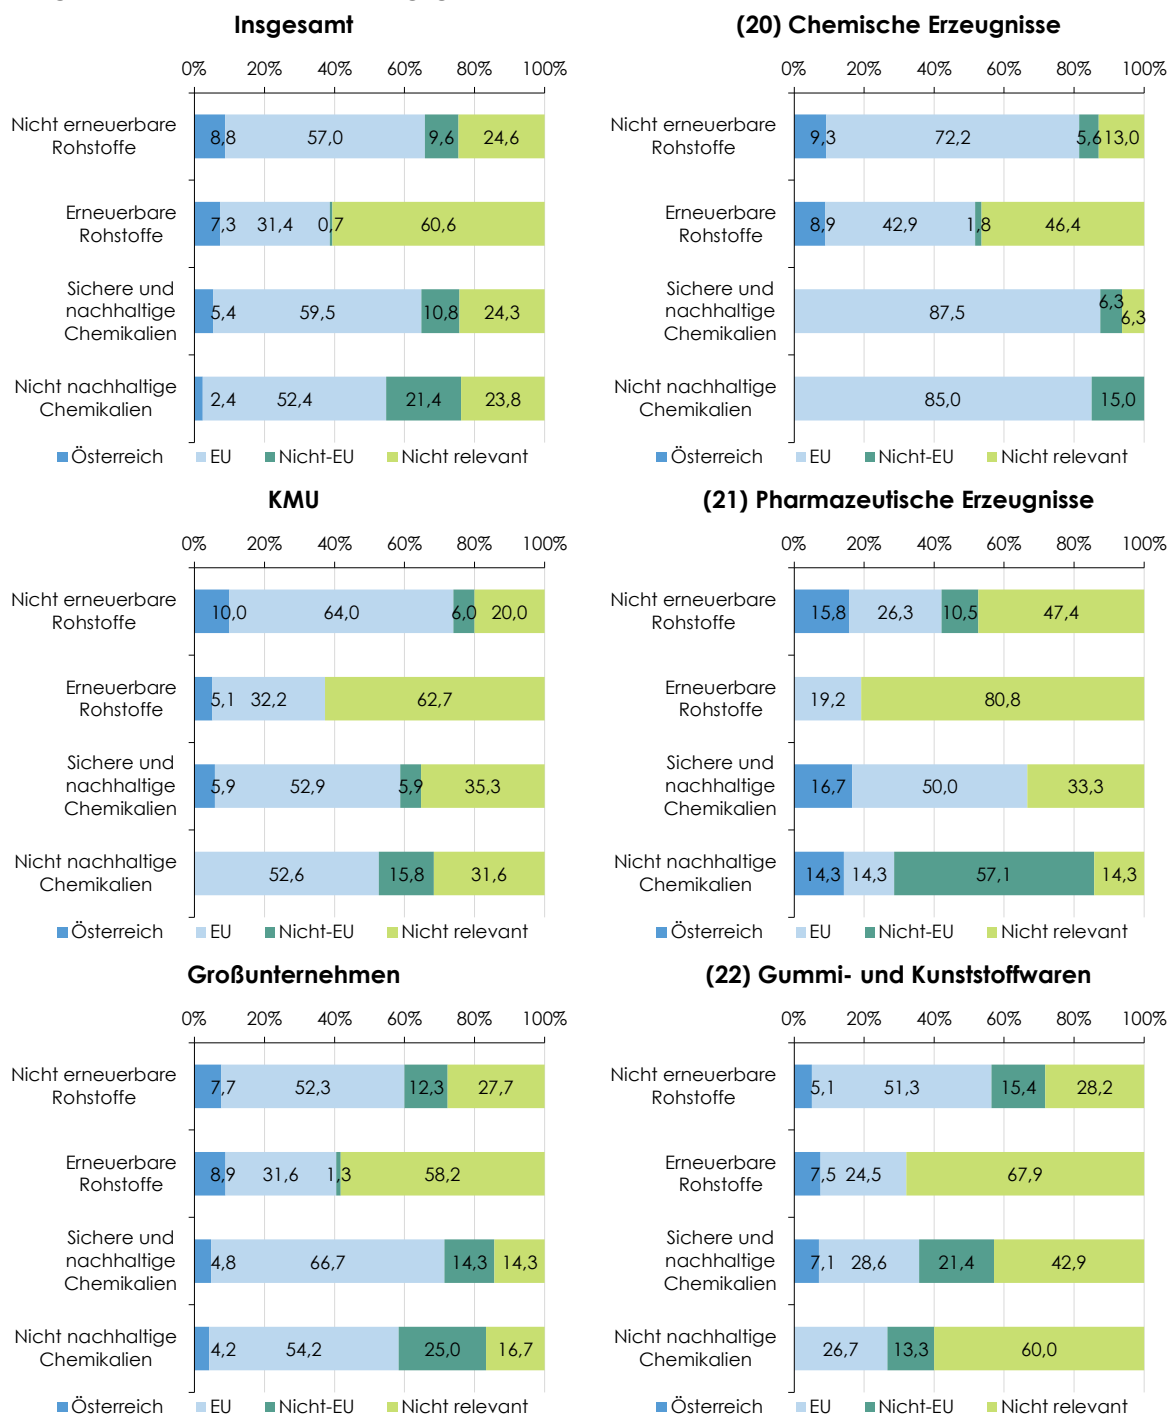 Insgesamt
0% 20% 40% 60% 80% 100%
Nicht erneuerbare
Rohstoffe
8,8 57,0 9,6 24,6
Erneuerbare
Rohstoffe
7,3 31,4 0,7 60,6
Sichere und
nachhaltige
Chemikalien
5,4 59,5 10,8 24,3
Nicht nachhaltige
Chemikalien
2,4 52,4 21,4 23,8
Österreich EU Nicht-EU Nicht relevant
(20) Chemische Erzeugnisse
0% 20% 40% 60% 80% 100%
Nicht erneuerbare
Rohstoffe
9,3 72,2 5,6 13,0
Erneuerbare
Rohstoffe
8,9 42,9 1,8 46,4
Sichere und
nachhaltige
Chemikalien
87,5 6,3 6,3
Nicht nachhaltige
Chemikalien
85,0 15,0
Österreich EU Nicht-EU Nicht relevant
KMU
0% 20% 40% 60% 80% 100%
Nicht erneuerbare
Rohstoffe
10,0 64,0 6,0 20,0
Erneuerbare
Rohstoffe
5,1 32,2 62,7
Sichere und
nachhaltige
Chemikalien
5,9 52,9 5,9 35,3
Nicht nachhaltige
Chemikalien
52,6 15,8 31,6
Österreich EU Nicht-EU Nicht relevant
(21) Pharmazeutische Erzeugnisse
0% 20% 40% 60% 80% 100%
Nicht erneuerbare
Rohstoffe
15,8 26,3 10,5 47,4
Erneuerbare
Rohstoffe
19,2 80,8
Sichere und
nachhaltige
Chemikalien
16,7 50,0 33,3
Nicht nachhaltige
Chemikalien
14,3 14,3 57,1 14,3
Österreich EU Nicht-EU Nicht relevant
Großunternehmen
0% 20% 40% 60% 80% 100%
Nicht erneuerbare
Rohstoffe
7,7 52,3 12,3 27,7
Erneuerbare
Rohstoffe
8,9 31,6 1,3 58,2
Sichere und
nachhaltige
Chemikalien
4,8 66,7 14,3 14,3
Nicht nachhaltige
Chemikalien
4,2 54,2 25,0 16,7
Österreich EU Nicht-EU Nicht relevant
(22) Gummi- und Kunststoffwaren
0% 20% 40% 60% 80% 100%
Nicht erneuerbare
Rohstoffe
5,1 51,3 15,4 28,2
Erneuerbare
Rohstoffe
7,5 24,5 67,9
Sichere und
nachhaltige
Chemikalien
7,1 28,6 21,4 42,9
Nicht nachhaltige
Chemikalien
26,7 13,3 60,0
Österreich EU Nicht-EU Nicht relevant